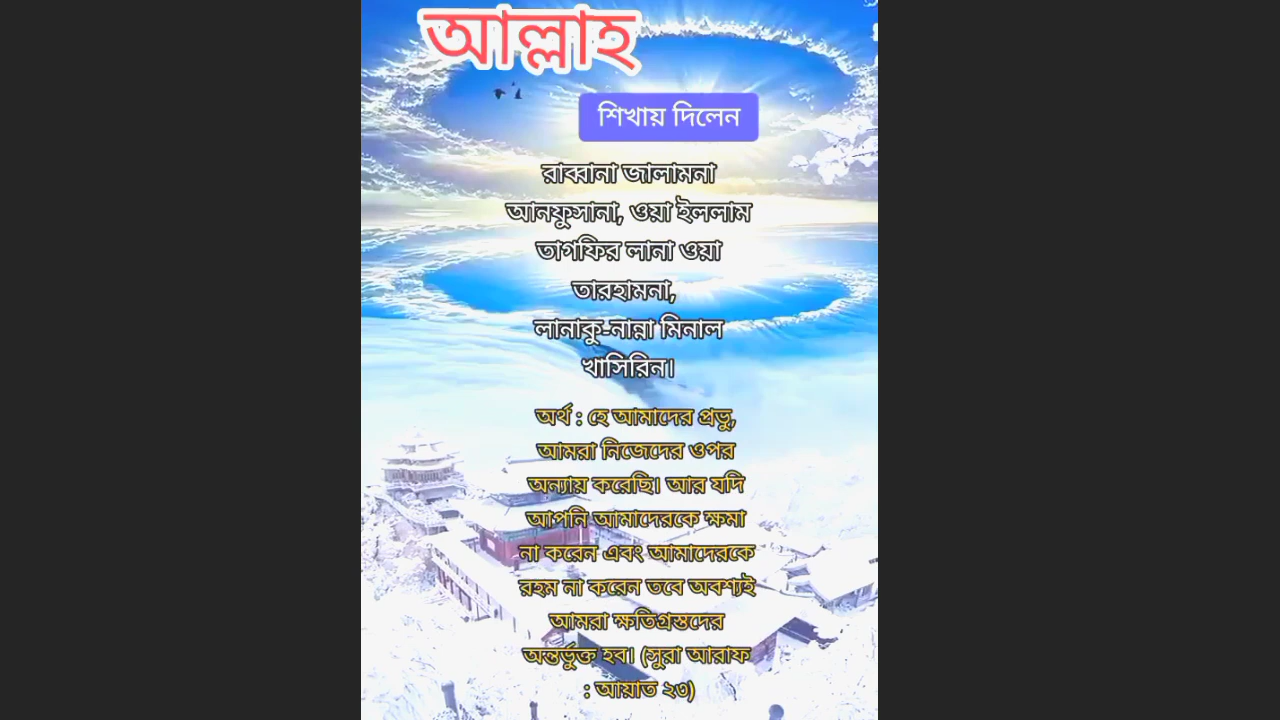 আল্লাহ
শিখায় দিলেন
রাব্বানা জালামনা
আনফুসানা, ওয়া ইললাম
তাগফির লানা ওয়া
তারহামনা,
লানাকু-নান্না মিনাল
খাসিরিন।
অর্থ : হে আমাদের প্রভু,
আমরা নিজেদের ওপর
অন্যায় করেছি। আর যদি
আপনি আমাদেরকে ক্ষমা
না করেন এবং আমাদেরকে
রহম না করেন তবে অবশ্যই
আমরা ক্ষতিগ্রস্তদের
অন্তর্ভুক্ত হব। (সুরা আরাফ
: আয়াত ২৩)